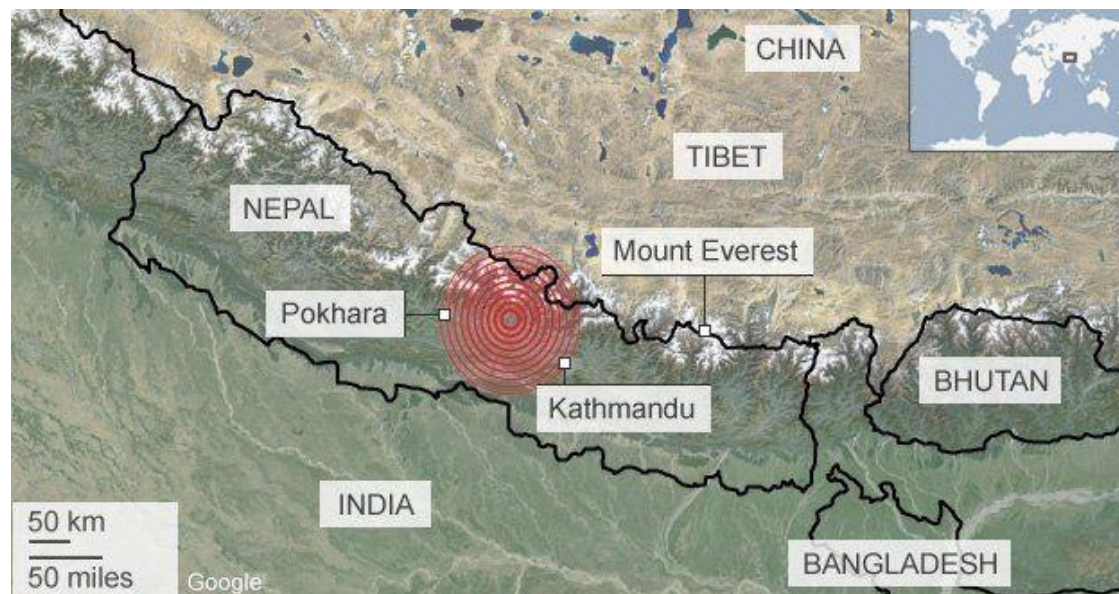 CHINA
TIBET
NEPAL
Mount Everest
Pokhara
BHUTAN
Kathmandu
INDIA
50 km
50 miles
Google
BANGLADESH